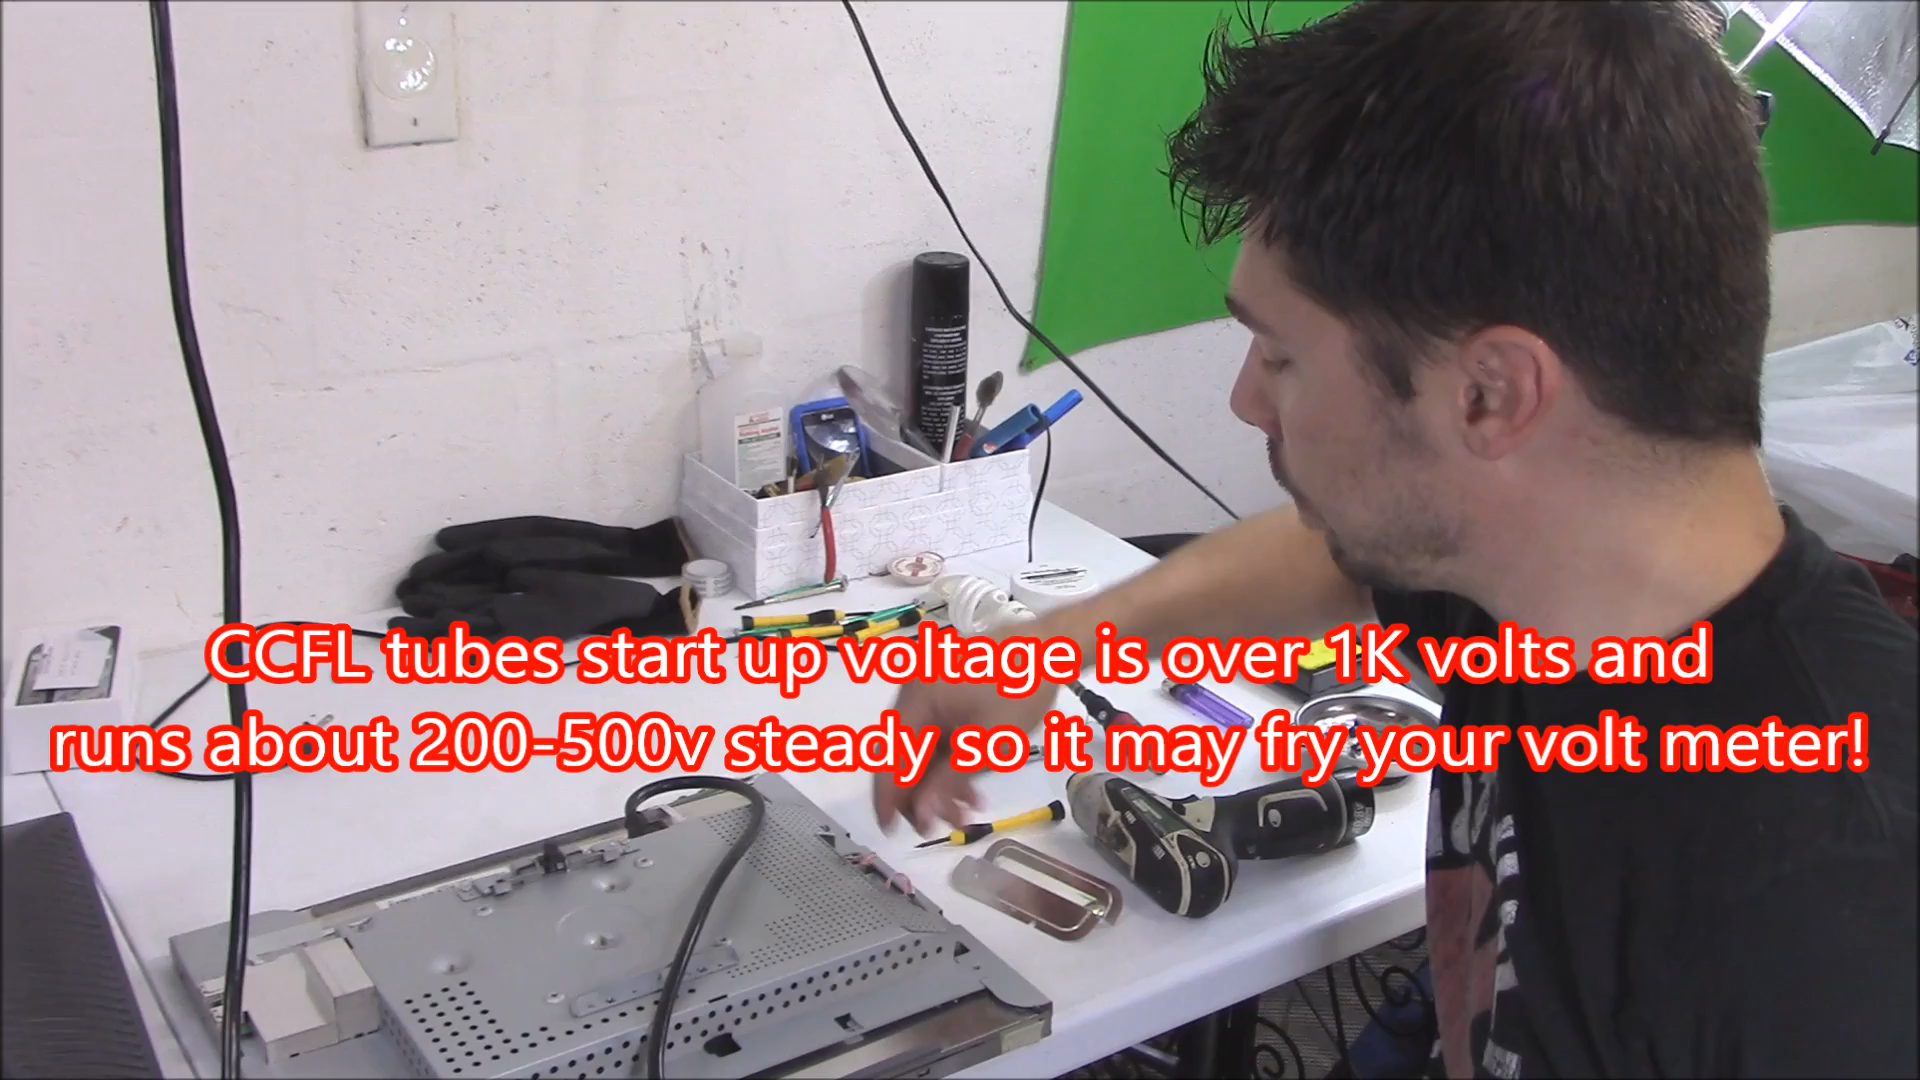 CCFL tubes start up voltage is over 1K volts and
runs about 200-500v steady so it may fry your volt meter!